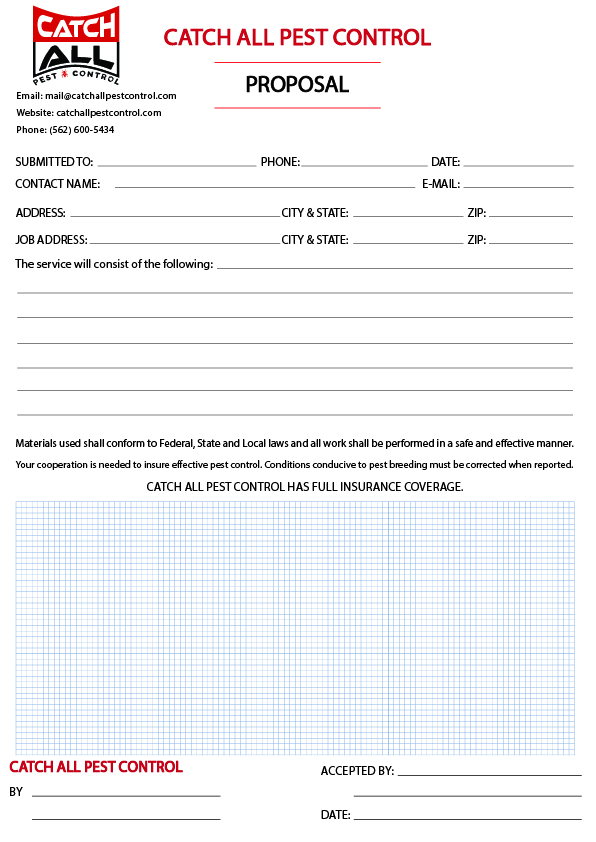 CATCH
ALL
PEST CONTROL
CATCH ALL PEST CONTROL
PROPOSAL
Email: mail@catchallpestcontrol.com
Website: catchallpestcontrol.com
Phone: (562) 600-5434
SUBMITTED TO: PHONE: DATE:
CONTACT NAME: E-MAIL:
ADDRESS: CITY & STATE: ZIP:
JOB ADDRESS: CITY & STATE: ZIP:
The service will consist of the following:
Materials used shall conform to Federal, State and Local laws and all work shall be performed in a safe and effective manner.
Your cooperation is needed to insure effective pest control. Conditions conducive to pest breeding must be corrected when reported.
CATCH ALL PEST CONTROL HAS FULL INSURANCE COVERAGE.
CATCH ALL PEST CONTROL
ACCEPTED BY:
BY
DATE: